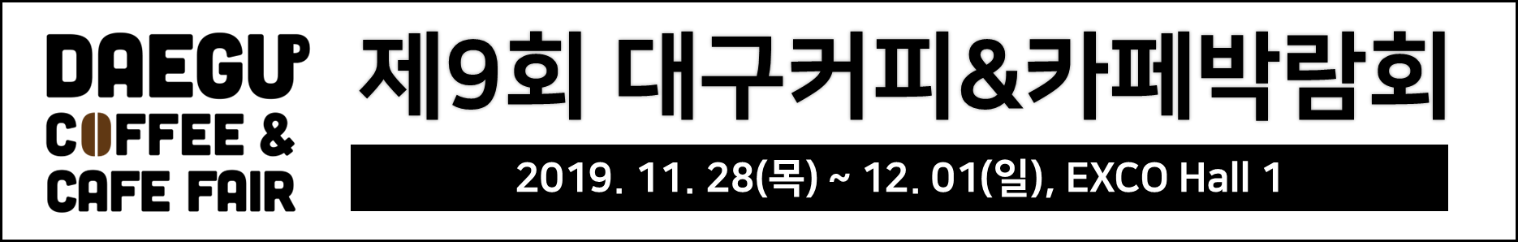 DAEGU
COFFEE &
CAFE FAIR
제9회 대구커피&카페박람회
2019. 11. 28(목) ~ 12. 01(일), EXCO Hall 1